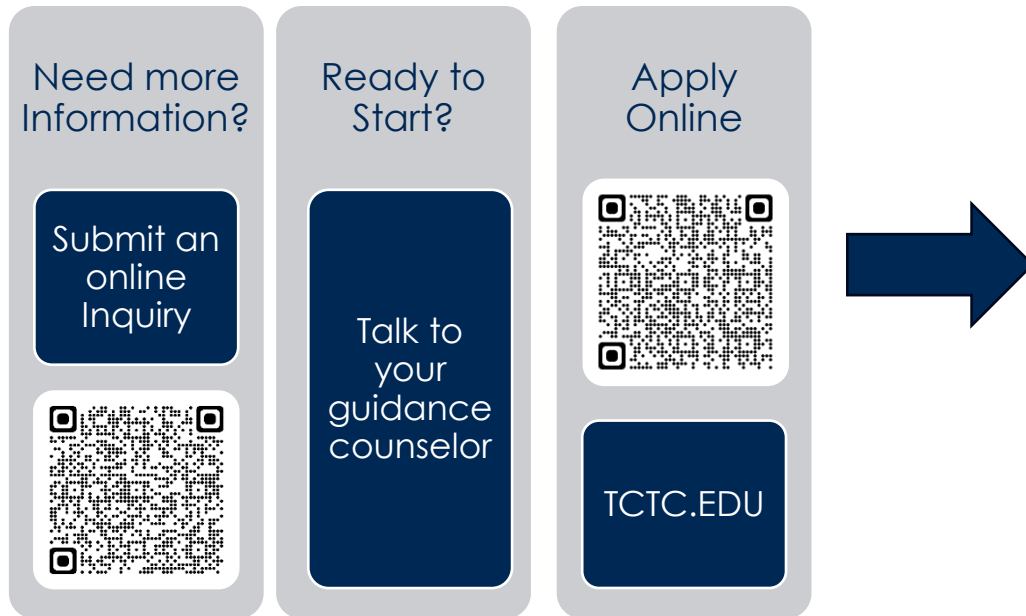 Need more
Information?
Submit an
online
Inquiry
Ready to
Start?
Talk to
your
guidance
counselor
Apply
Online
TCTC.EDU